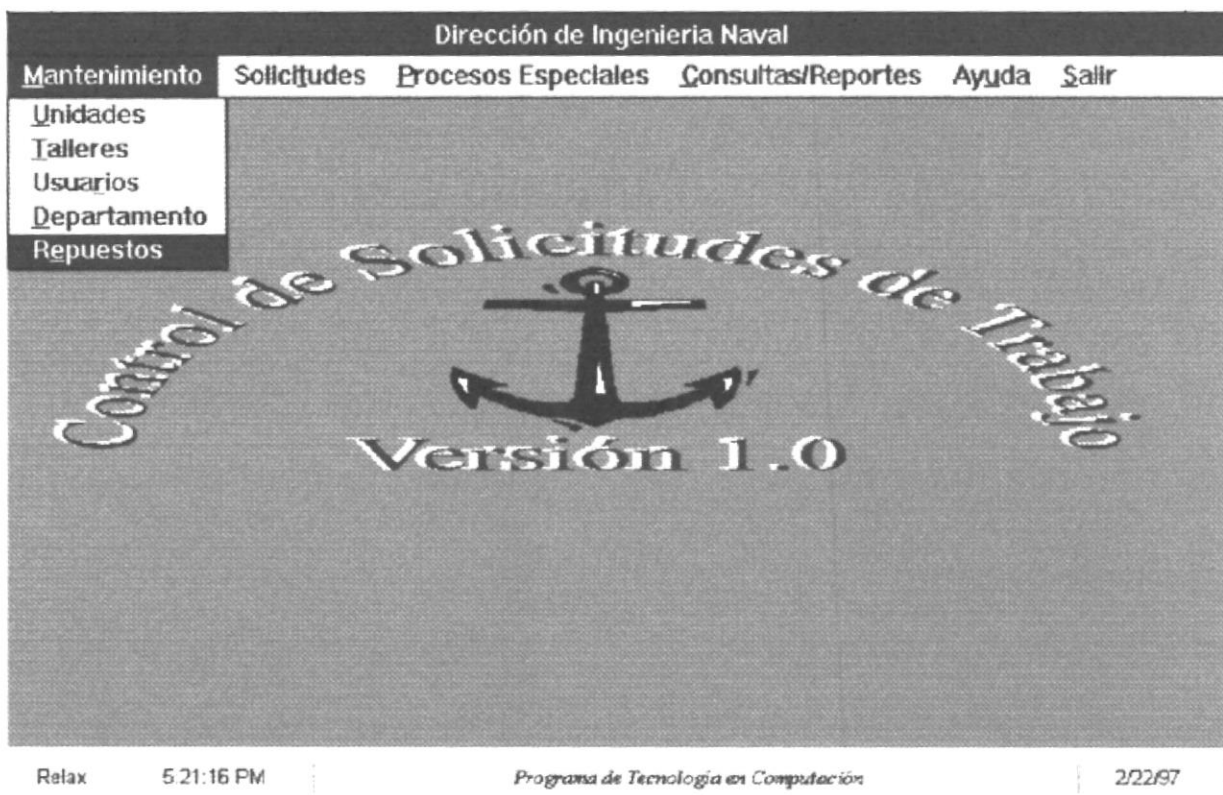 Dirección de Ingenieria Naval
Mantenimiento Solicitudes Procesos Especiales Consultas/Reportes Ayuda Salir
Unidades
Talleres
Usuarios
Departamento
Repuestos
Control de Solicitudes de Trabajo
Versión 1.0
Relax 5:21:16 PM Programa de Tecnología en Computación 2/22/97